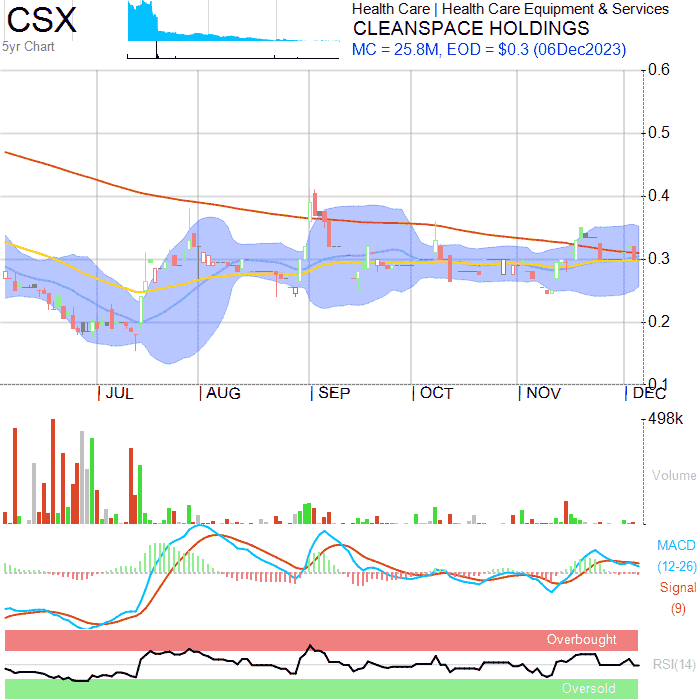 CSX
5yr Chart
Health Care | Health Care Equipment & Services
CLEANSPACE HOLDINGS
MC = 25.8M, EOD = $0.3 (06Dec2023)
0.6
0.5
0.4
0.3
0.2
0.1
JUL
AUG
SEP
OCT
NOV
DEC
498k
Volume
MACD
(12-26)
Signal
(9)
Overbought
RSI(14)
Oversold